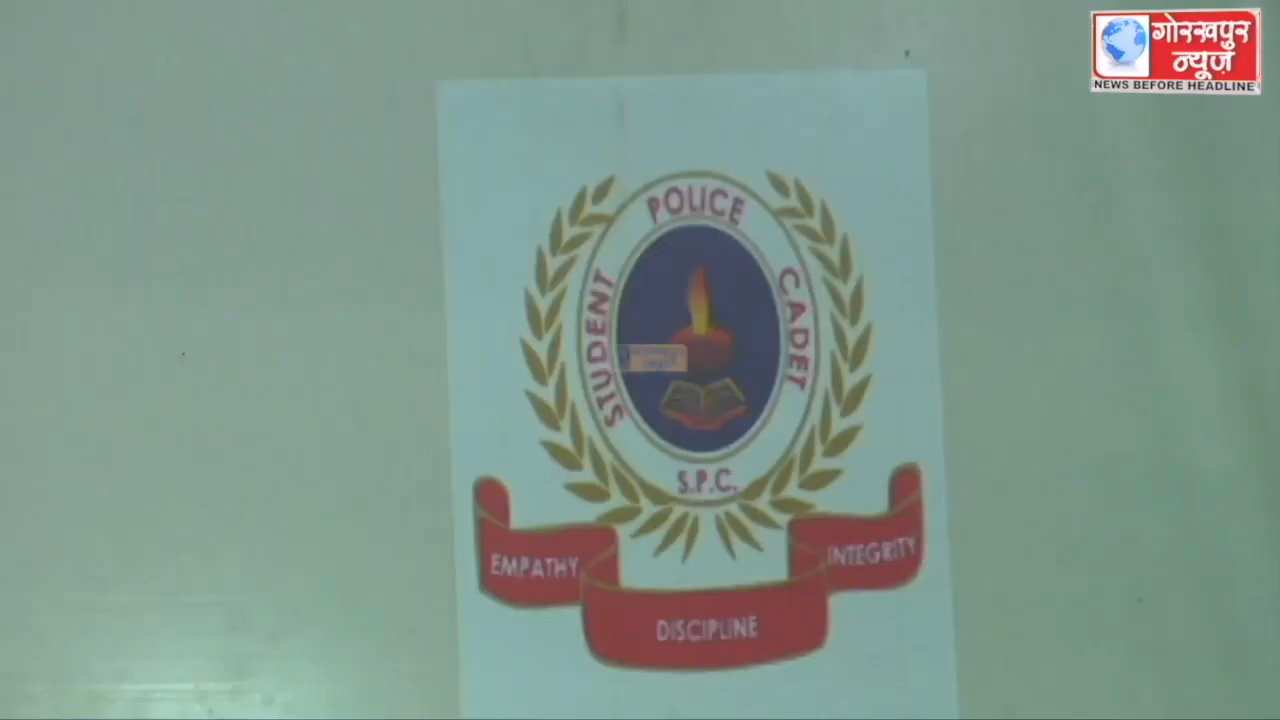 गोरखपुर
न्यूज़
NEWS BEFORE HEADLINE
POLICE
STUDENT
CADET
S.P.C.
EMPATHY
INTEGRITY
DISCIPLINE